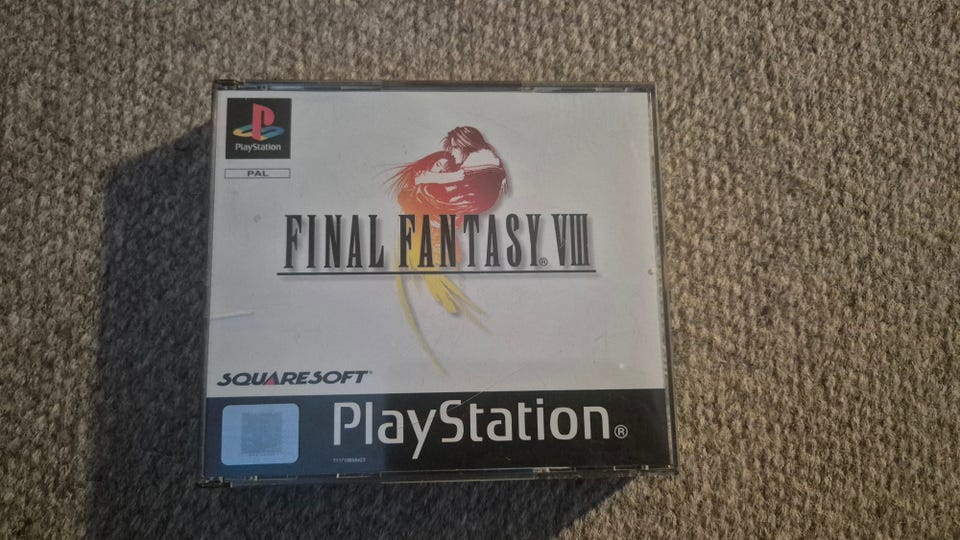 PlayStation
PAL
FINAL FANTASY® VIII
SQUARESOFT®
PlayStation®